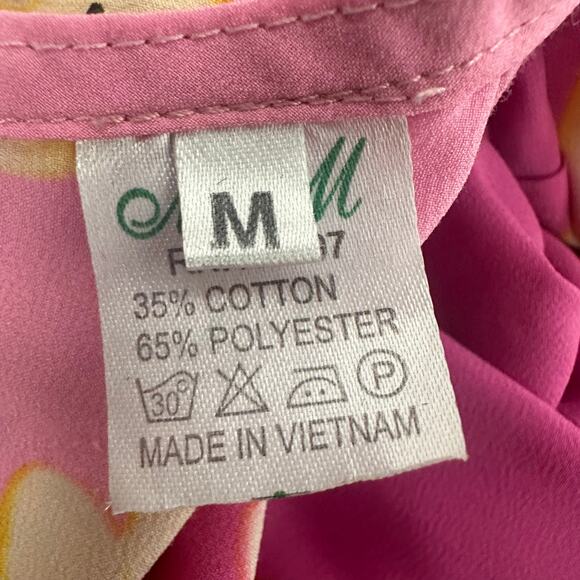 M
35% COTTON
65% POLYESTER
30° P
MADE IN VIETNAM